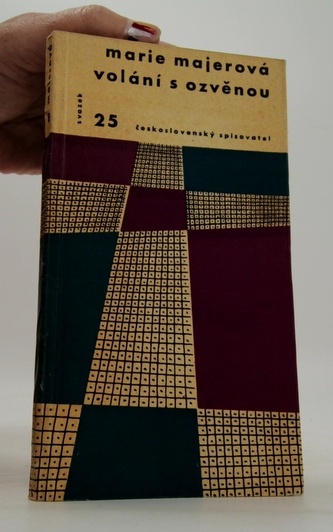 marie majerová
volání s ozvěnou
svazek
25
československý spisovatel